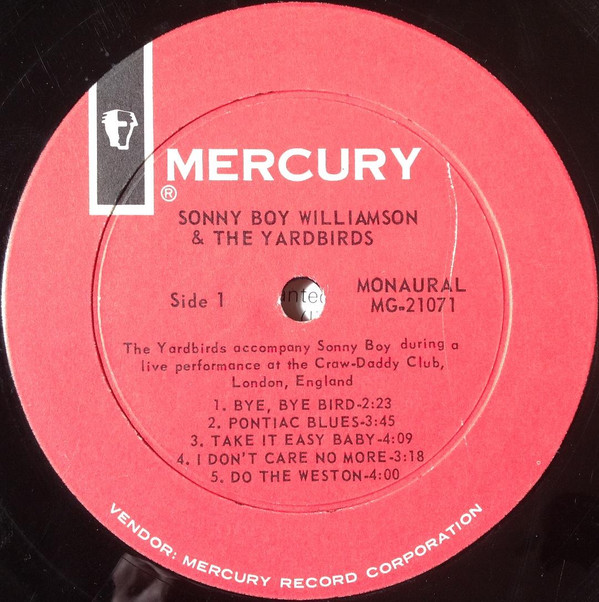 MERCURY
®
SONNY BOY WILLIAMSON
& THE YARDBIRDS
Side 1
MONAURAL
MG-21071
The Yardbirds accompany Sonny Boy during a
live performance at the Craw-Daddy Club,
London, England
1. BYE, BYE BIRD-2:23
2. PONTIAC BLUES-3:45
3. TAKE IT EASY BABY-4:09
4. I DON'T CARE NO MORE-3:18
5. DO THE WESTON-4:00
VENDOR: MERCURY RECORD CORPORATION